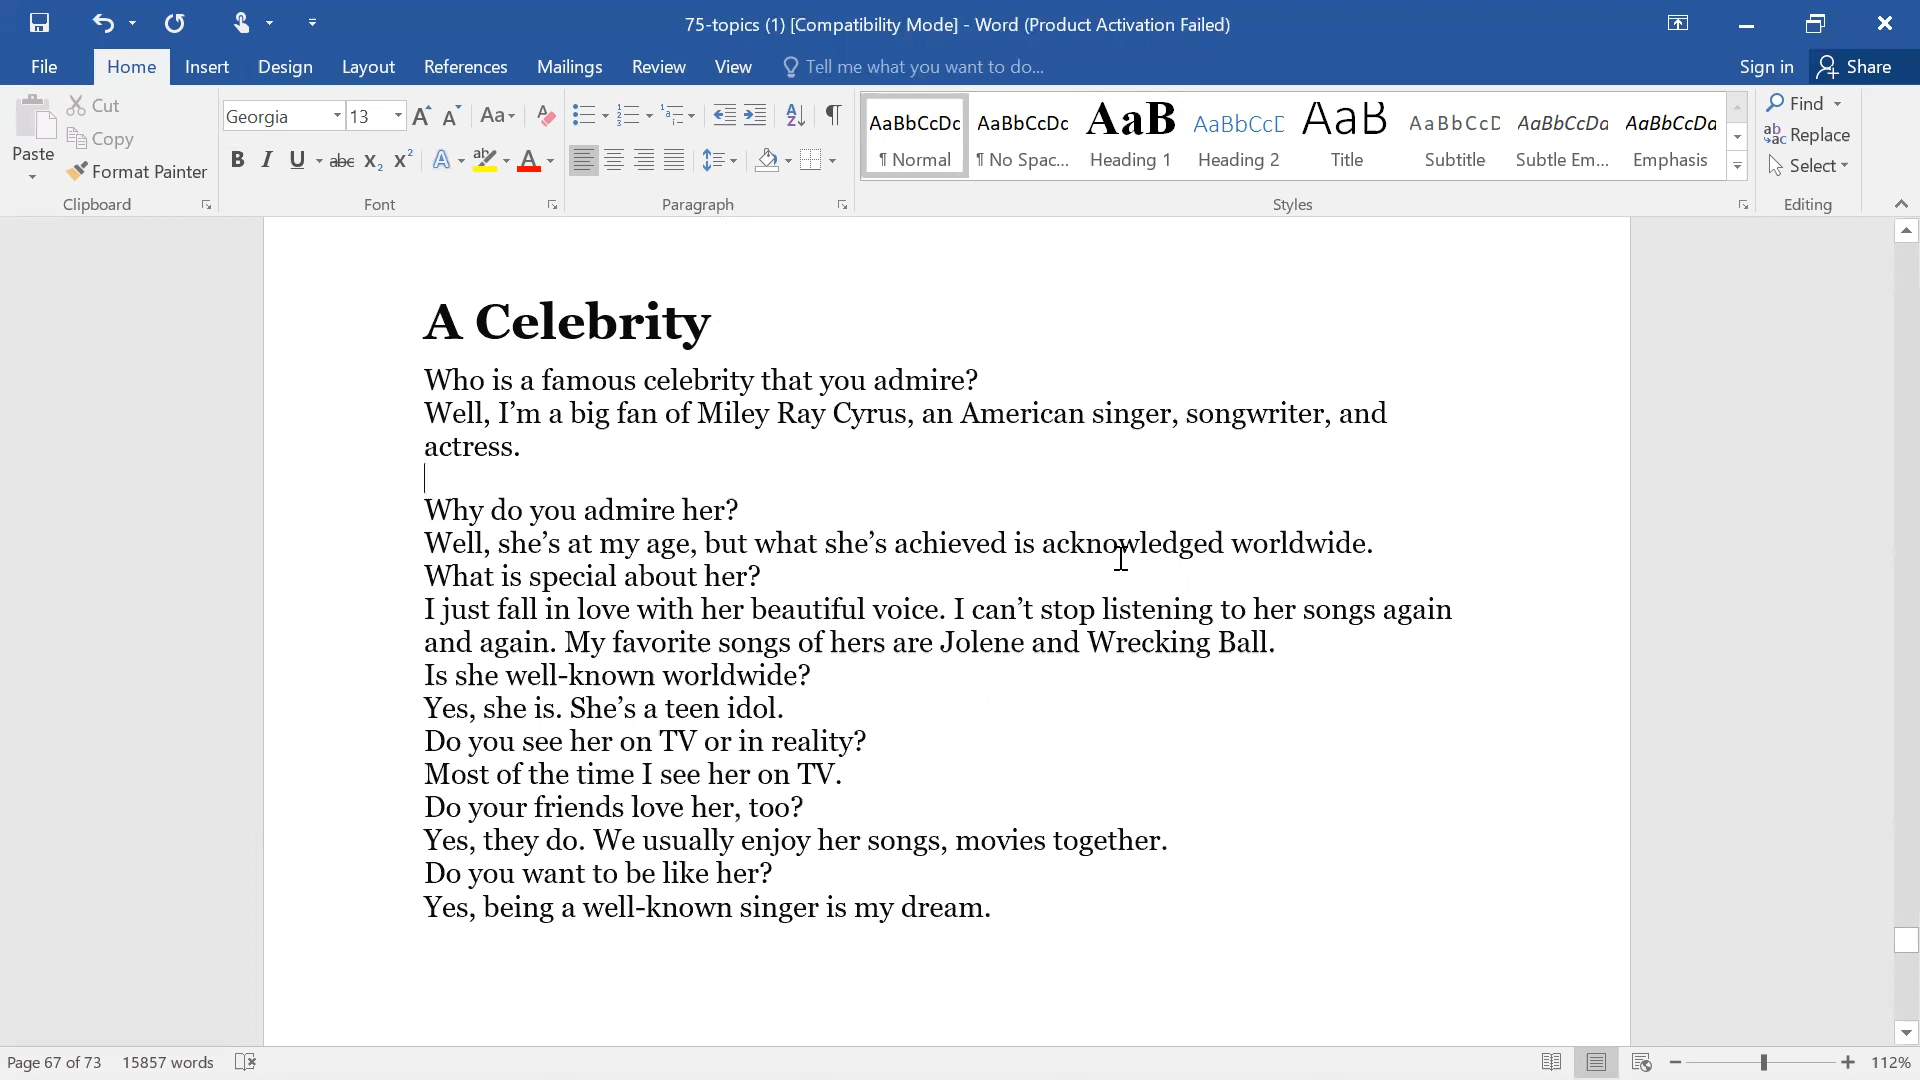 75-topics (1) [Compatibility Mode] - Word (Product Activation Failed)
File Home Insert Design Layout References Mailings Review View Tell me what you want to do... Sign in Share
Paste Cut Copy Format Painter
Georgia 13 Aa
B I U abc X₂ X² A ab A
AaBbCcDc AaBbCcDc AaB AaBbCcD AaB AaBbCcD AaBbCcDa AaBbCcDa
¶ Normal ¶ No Spac... Heading 1 Heading 2 Title Subtitle Subtle Em... Emphasis
Find
Replace
Select
Clipboard Font Paragraph Styles Editing
A Celebrity
Who is a famous celebrity that you admire?
Well, I’m a big fan of Miley Ray Cyrus, an American singer, songwriter, and
actress.
Why do you admire her?
Well, she’s at my age, but what she’s achieved is acknowledged worldwide.
What is special about her?
I just fall in love with her beautiful voice. I can’t stop listening to her songs again
and again. My favorite songs of hers are Jolene and Wrecking Ball.
Is she well-known worldwide?
Yes, she is. She’s a teen idol.
Do you see her on TV or in reality?
Most of the time I see her on TV.
Do your friends love her, too?
Yes, they do. We usually enjoy her songs, movies together.
Do you want to be like her?
Yes, being a well-known singer is my dream.
Page 67 of 73 15857 words 112%